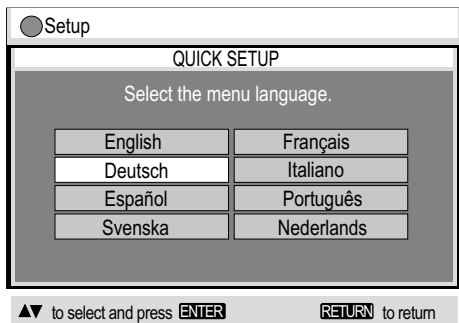 Setup
QUICK SETUP
Select the menu language.
English
Français
Deutsch
Italiano
Español
Português
Svenska
Nederlands
▲▼ to select and press ENTER RETURN to return